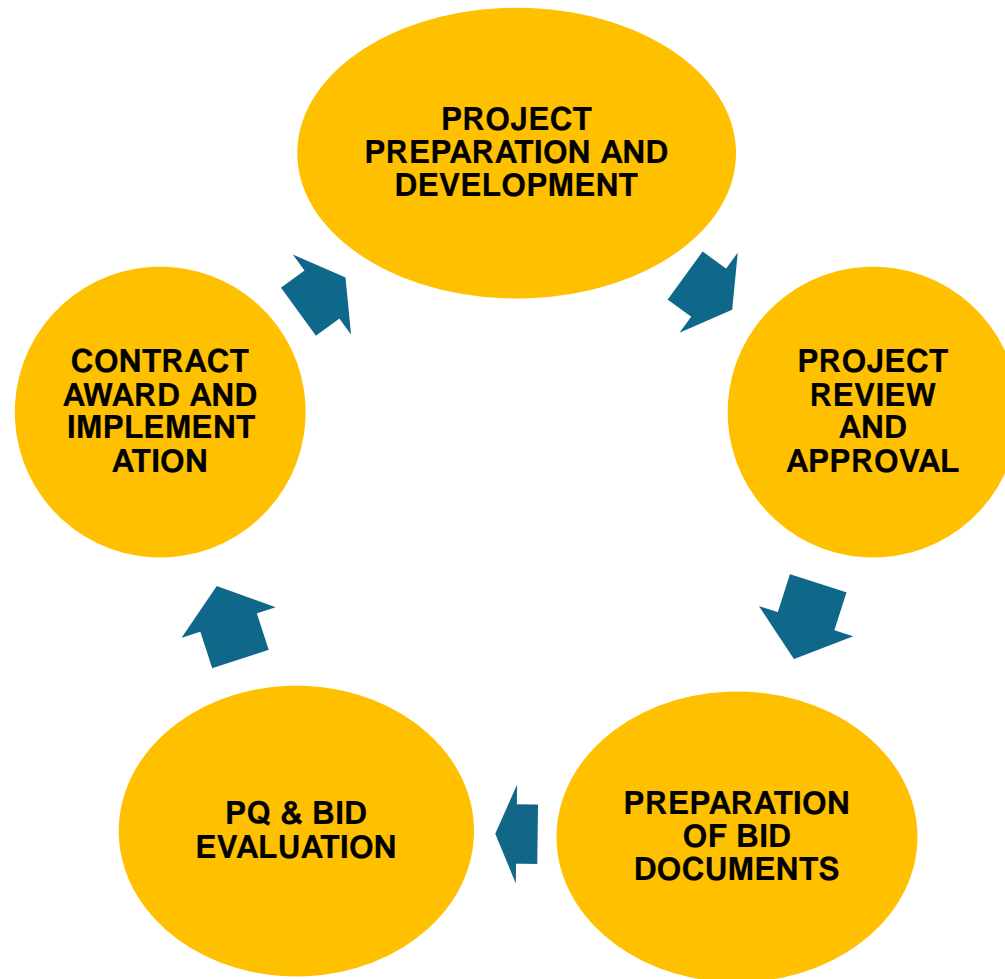 PROJECT
PREPARATION AND
DEVELOPMENT
PROJECT
REVIEW
AND
APPROVAL
PREPARATION
OF BID
DOCUMENTS
PQ & BID
EVALUATION
CONTRACT
AWARD AND
IMPLEMENT
ATION